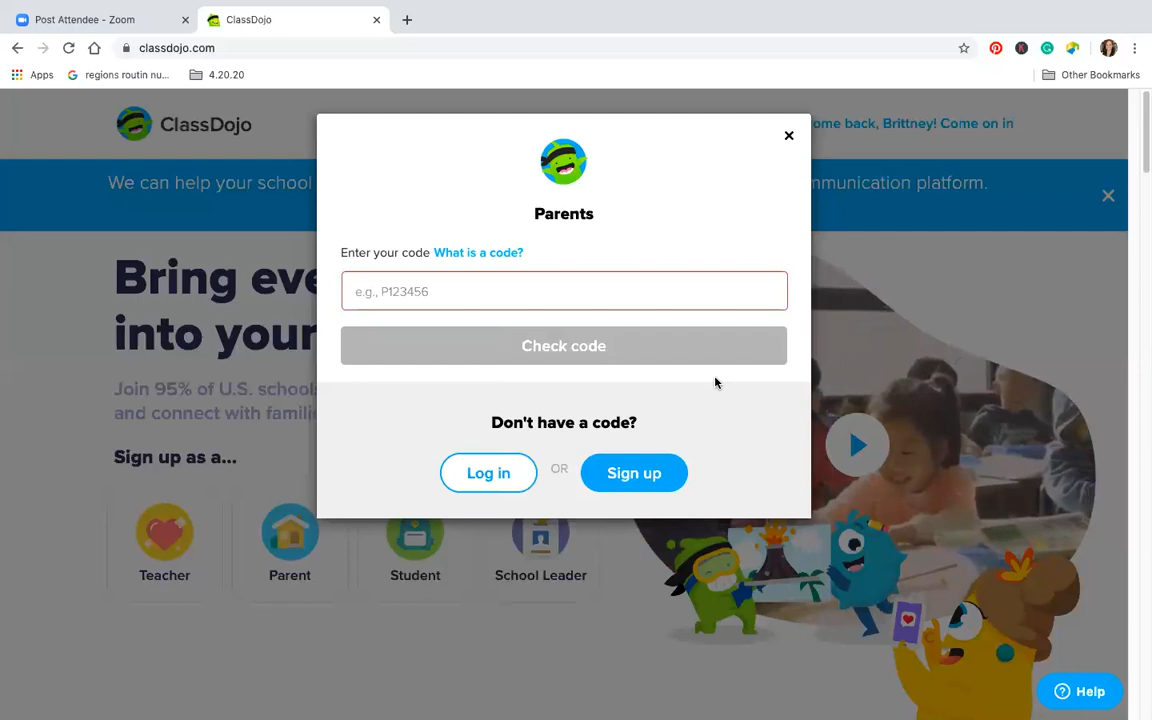 Post Attendee - Zoom
ClassDojo
classdojo.com
Apps
regions routin nu...
4.20.20
Other Bookmarks
ClassDojo
ome back, Brittney! Come on in
We can help your school
mmunication platform.
Parents
Enter your code What is a code?
e.g., P123456
Check code
Don't have a code?
Log in OR Sign up
Bring eve
into your
Join 95% of U.S. schools
and connect with familie
Sign up as a...
Teacher
Parent
Student
School Leader
Help